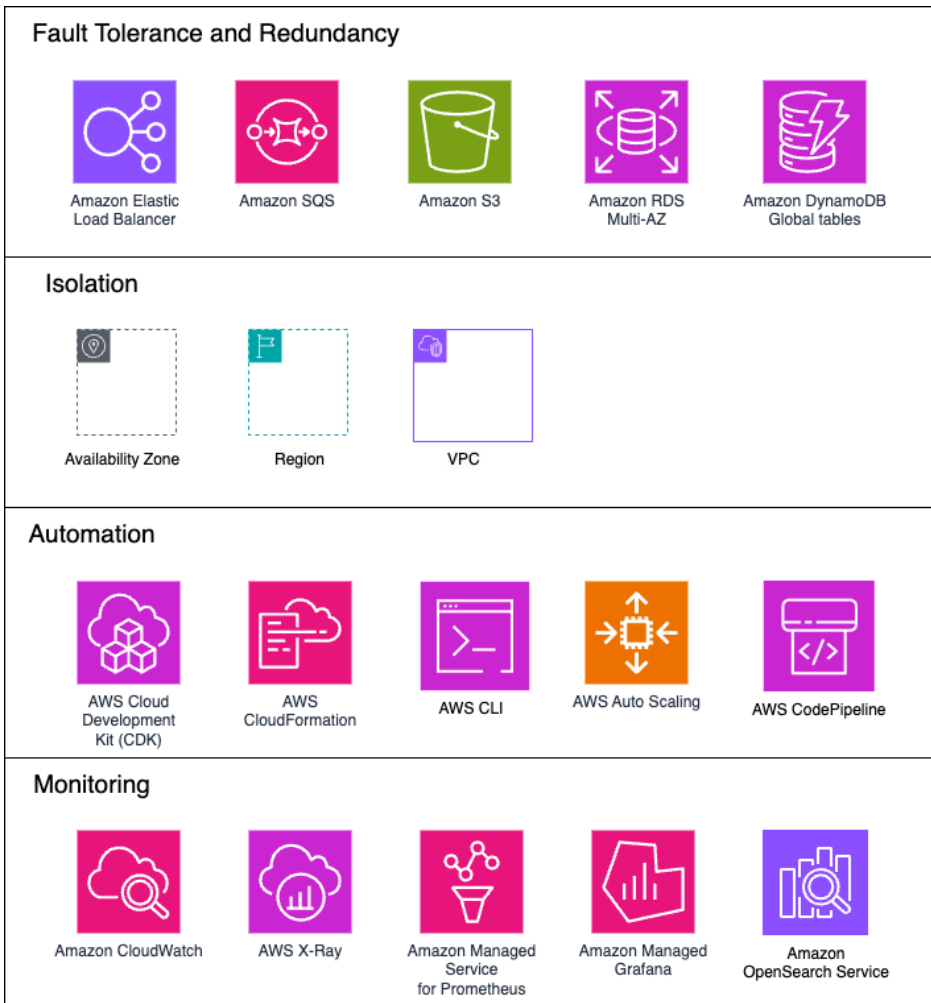 Fault Tolerance and Redundancy
Amazon Elastic
Load Balancer
Amazon SQS
Amazon S3
Amazon RDS
Multi-AZ
Amazon DynamoDB
Global tables
Isolation
Availability Zone
Region
VPC
Automation
AWS Cloud
Development
Kit (CDK)
AWS
CloudFormation
AWS CLI
AWS Auto Scaling
AWS CodePipeline
Monitoring
Amazon CloudWatch
AWS X-Ray
Amazon Managed
Service
for Prometheus
Amazon Managed
Grafana
Amazon
OpenSearch Service